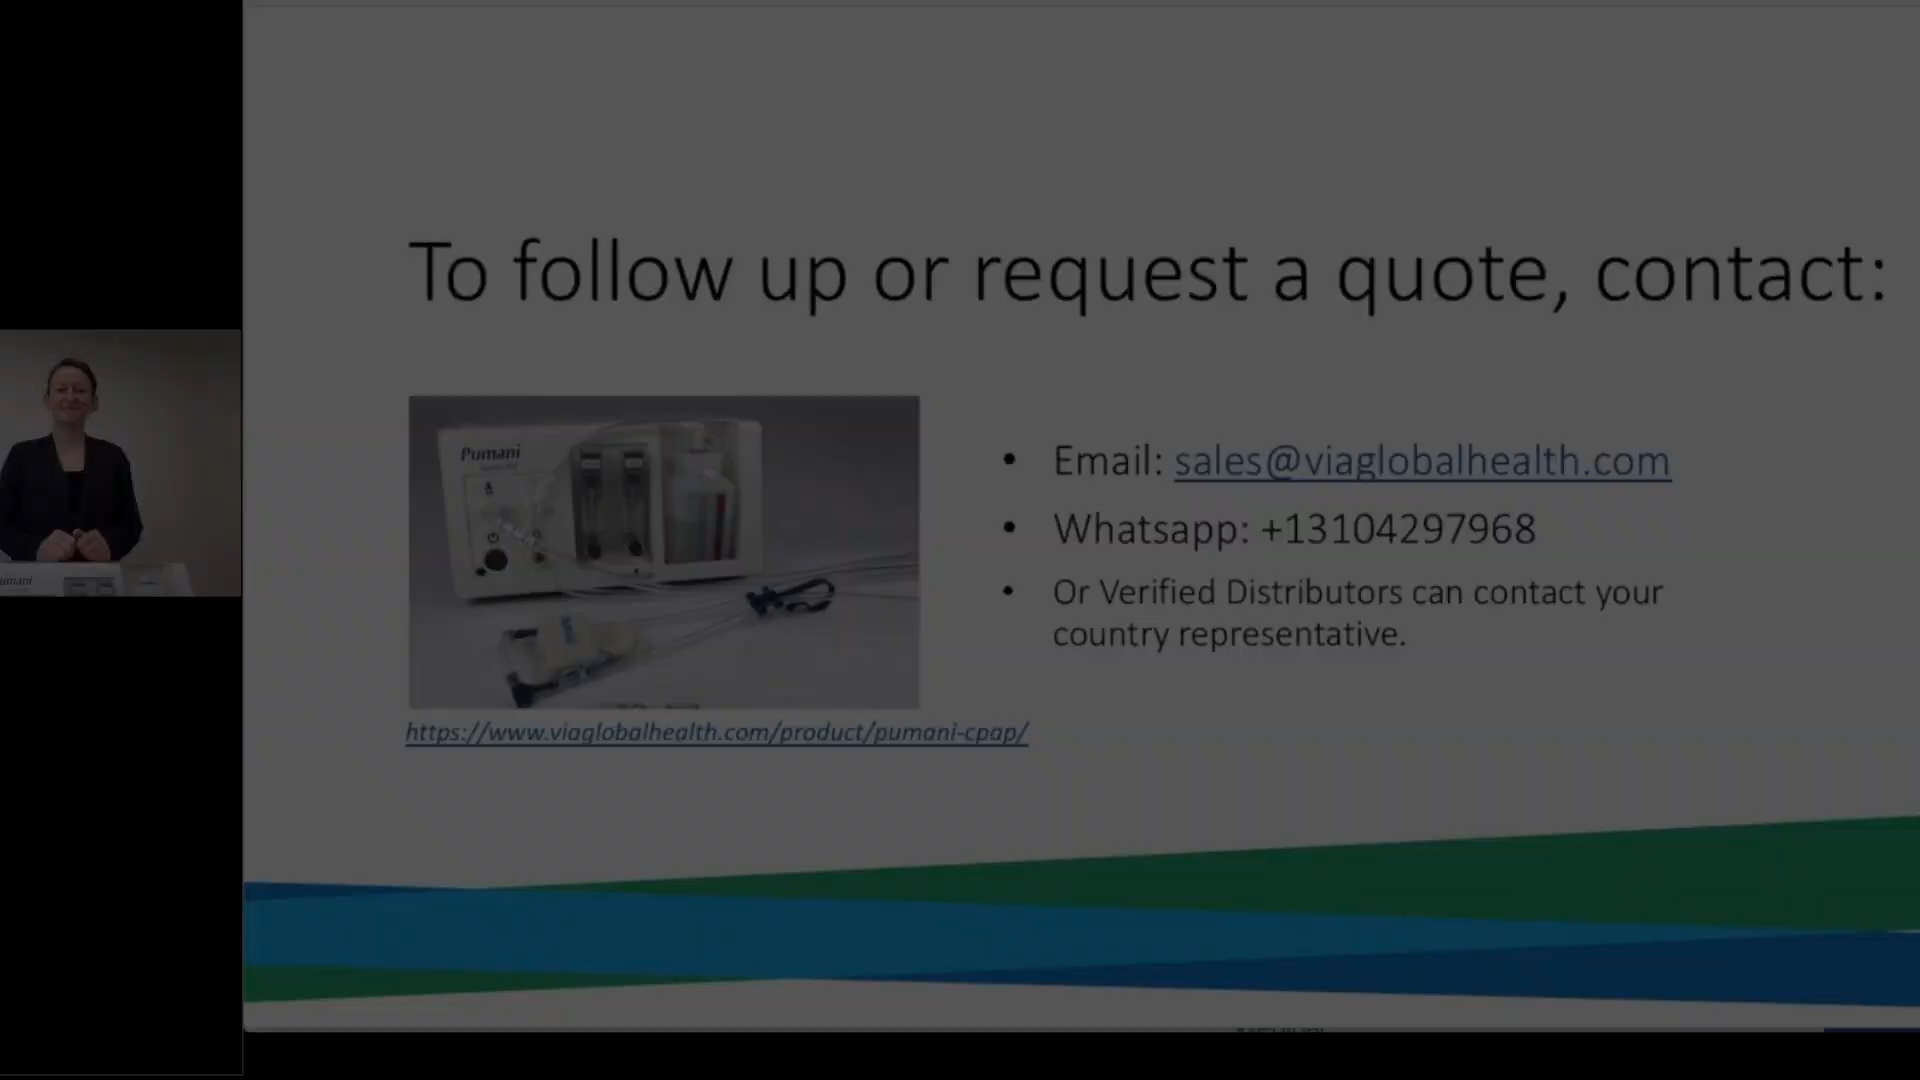 To follow up or request a quote, contact:
Pumani
• Email: sales@viaglobalhealth.com
• Whatsapp: +13104297968
• Or Verified Distributors can contact your
country representative.
https://www.viaglobalhealth.com/product/pumani-cpap/
umani